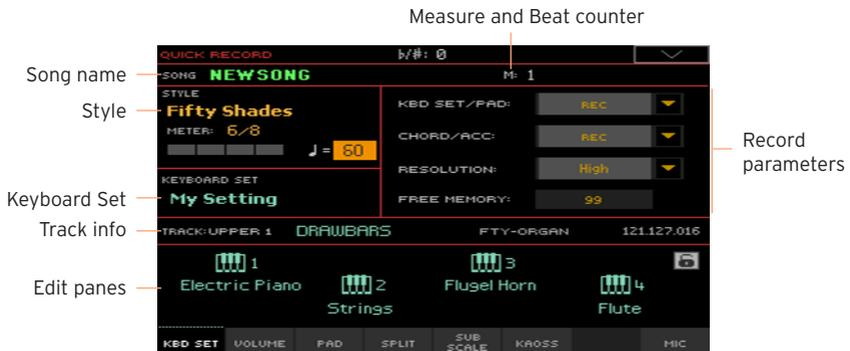 Measure and Beat counter
QUICK RECORD ♭/#: 0
Song name
SONG NEWSONG M: 1
Style
STYLE
Fifty Shades
METER: 6/8
♩ = 60
KBD SET/PAD: REC
CHORD/ACC: REC
RESOLUTION: High
FREE MEMORY: 99
Record
parameters
Keyboard Set
KEYBOARD SET
My Setting
Track info
TRACK:UPPER 1 DRAWBARS FTY-ORGAN 121.127.016
Edit panes
1
Electric Piano
2
Strings
3
Flugel Horn
4
Flute
KBD SET VOLUME PAD SPLIT SUB SCALE KAOSS MIC